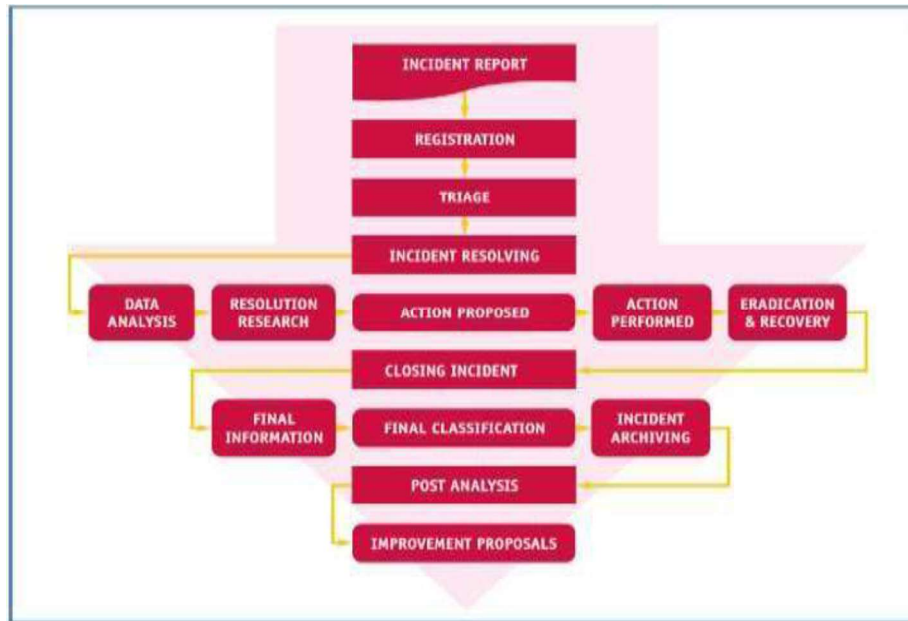 INCIDENT REPORT
REGISTRATION
TRIAGE
INCIDENT RESOLVING
DATA
ANALYSIS
RESOLUTION
RESEARCH
ACTION PROPOSED
ACTION
PERFORMED
ERADICATION
& RECOVERY
CLOSING INCIDENT
FINAL
INFORMATION
FINAL CLASSIFICATION
INCIDENT
ARCHIVING
POST ANALYSIS
IMPROVEMENT PROPOSALS